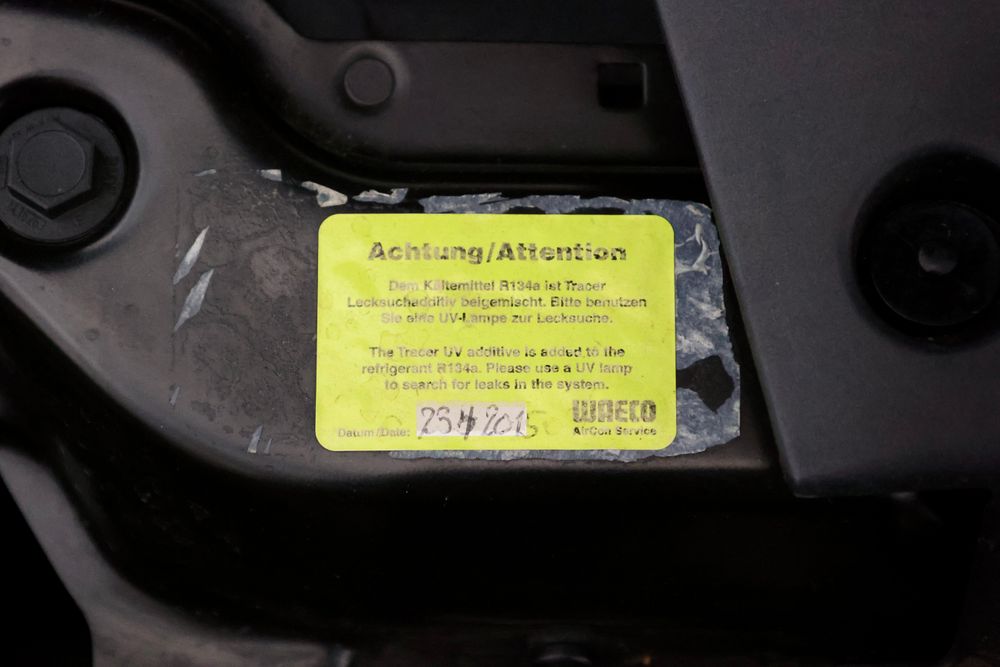 Achtung/Attention
Dem Kältemittel R134a ist Tracer
Lecksuchadditiv beigemischt. Bitte benutzen
Sie eine UV-Lampe zur Lecksuche.
The Tracer UV additive is added to the
refrigerant R134a. Please use a UV lamp
to search for leaks in the system.
Datum/Date:
WAECO
AirCon Service